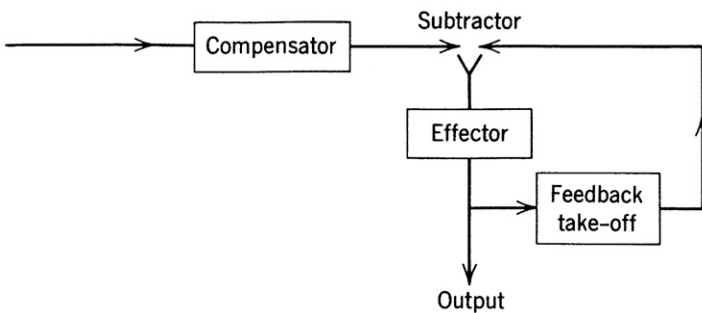 Subtractor
Compensator
Effector
Feedback
take-off
Output